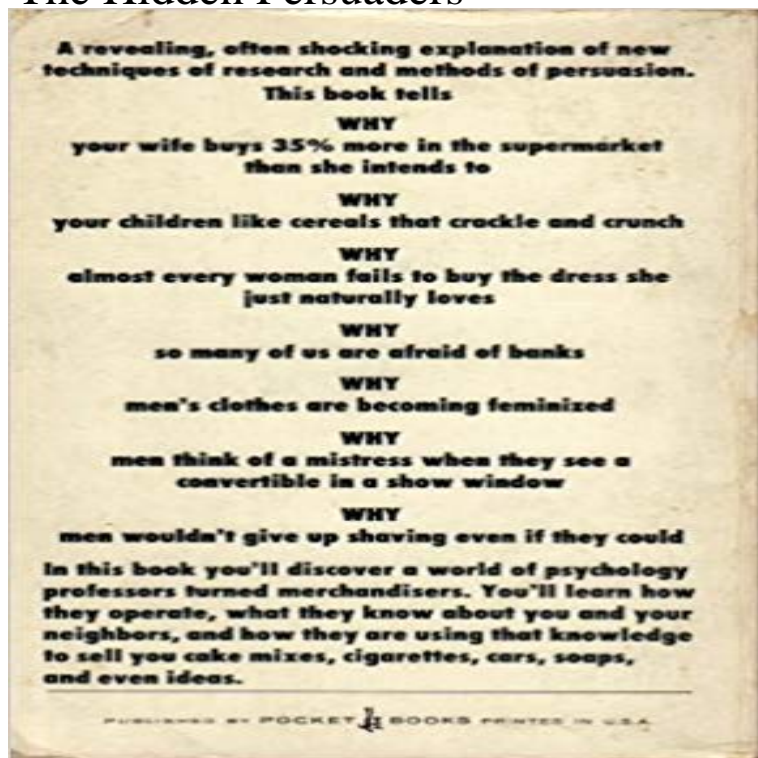 The Hidden Persuaders
A revealing, often shocking explanation of new
techniques of research and methods of persuasion.
This book tells
WHY
your wife buys 35% more in the supermarket
than she intends to
WHY
your children like cereals that crackle and crunch
WHY
almost every woman fails to buy the dress she
just naturally loves
WHY
so many of us are afraid of banks
WHY
men's clothes are becoming feminized
WHY
men think of a mistress when they see a
convertible in a show window
WHY
men wouldn't give up shaving even if they could
In this book you'll discover a world of psychology
professors turned merchandisers. You'll learn how
they operate, what they know about you and your
neighbors, and how they are using that knowledge
to sell you cake mixes, cigarettes, cars, soaps,
and even ideas.
PUBLISHED BY POCKET BOOKS PRINTED IN U.S.A.